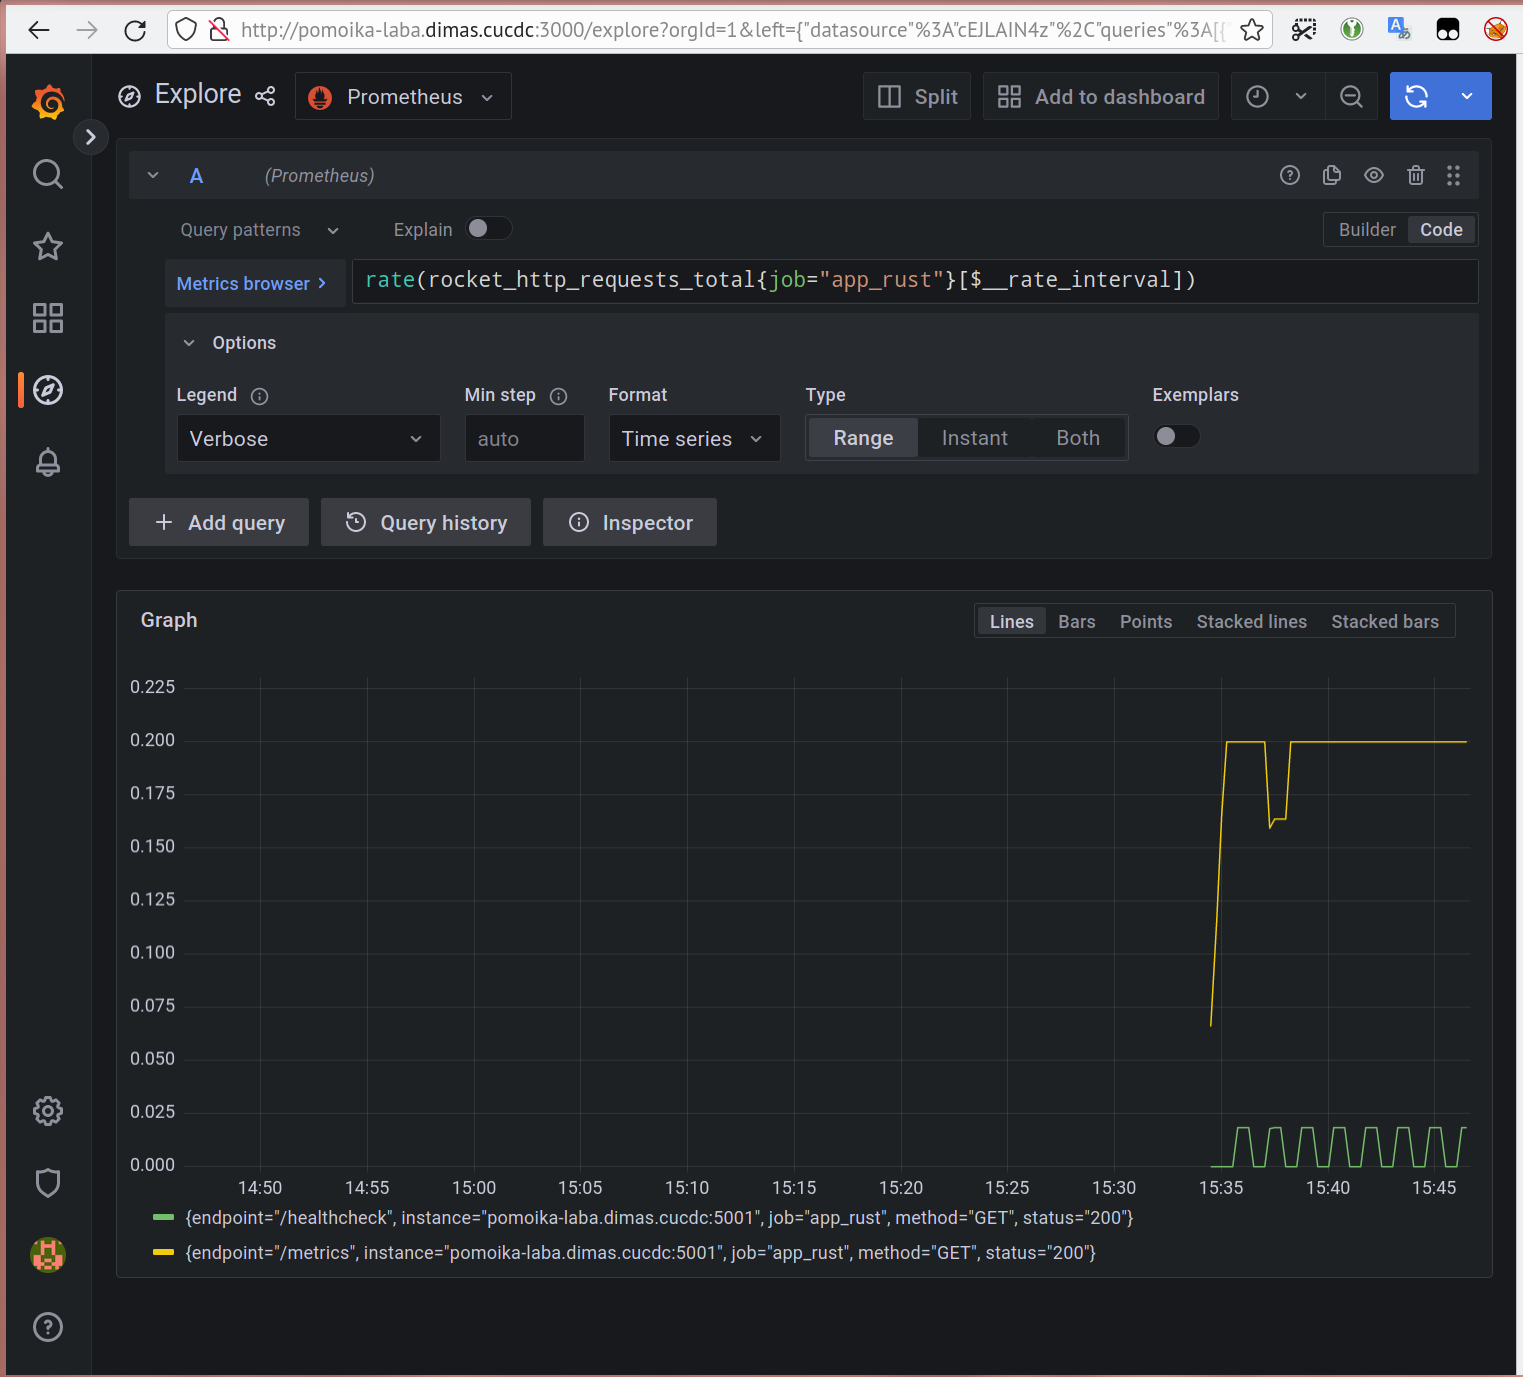 http://pomoika-laba.dimas.cucdc:3000/explore?orgId=1&left={"datasource"%3A"cEJLAIN4z"%2C"queries"%3A[{
Explore
Prometheus
Split
Add to dashboard
A
(Prometheus)
Query patterns
Explain
Builder
Code
Metrics browser
rate(rocket_http_requests_total{job="app_rust"}[$__rate_interval])
Options
Legend
Min step
Format
Type
Exemplars
Verbose
auto
Time series
Range
Instant
Both
Add query
Query history
Inspector
Graph
Lines
Bars
Points
Stacked lines
Stacked bars
0.225
0.200
0.175
0.150
0.125
0.100
0.075
0.050
0.025
0.000
14:50
14:55
15:00
15:05
15:10
15:15
15:20
15:25
15:30
15:35
15:40
15:45
{endpoint="/healthcheck", instance="pomoika-laba.dimas.cucdc:5001", job="app_rust", method="GET", status="200"}
{endpoint="/metrics", instance="pomoika-laba.dimas.cucdc:5001", job="app_rust", method="GET", status="200"}